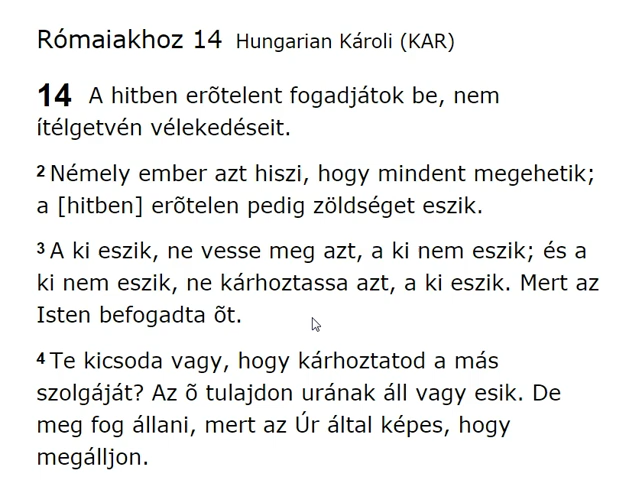 Rómaiakhoz 14 Hungarian Károli (KAR)
14 A hitben erõtelent fogadjátok be, nem
ítélgetvén vélekedéseit.
2 Némely ember azt hiszi, hogy mindent megehetik;
a [hitben] erõtelen pedig zöldséget eszik.
3 A ki eszik, ne vesse meg azt, a ki nem eszik; és a
ki nem eszik, ne kárhoztassa azt, a ki eszik. Mert az
Isten befogadta õt.
4 Te kicsoda vagy, hogy kárhoztatod a más
szolgáját? Az õ tulajdon urának áll vagy esik. De
meg fog állani, mert az Úr által képes, hogy
megálljon.